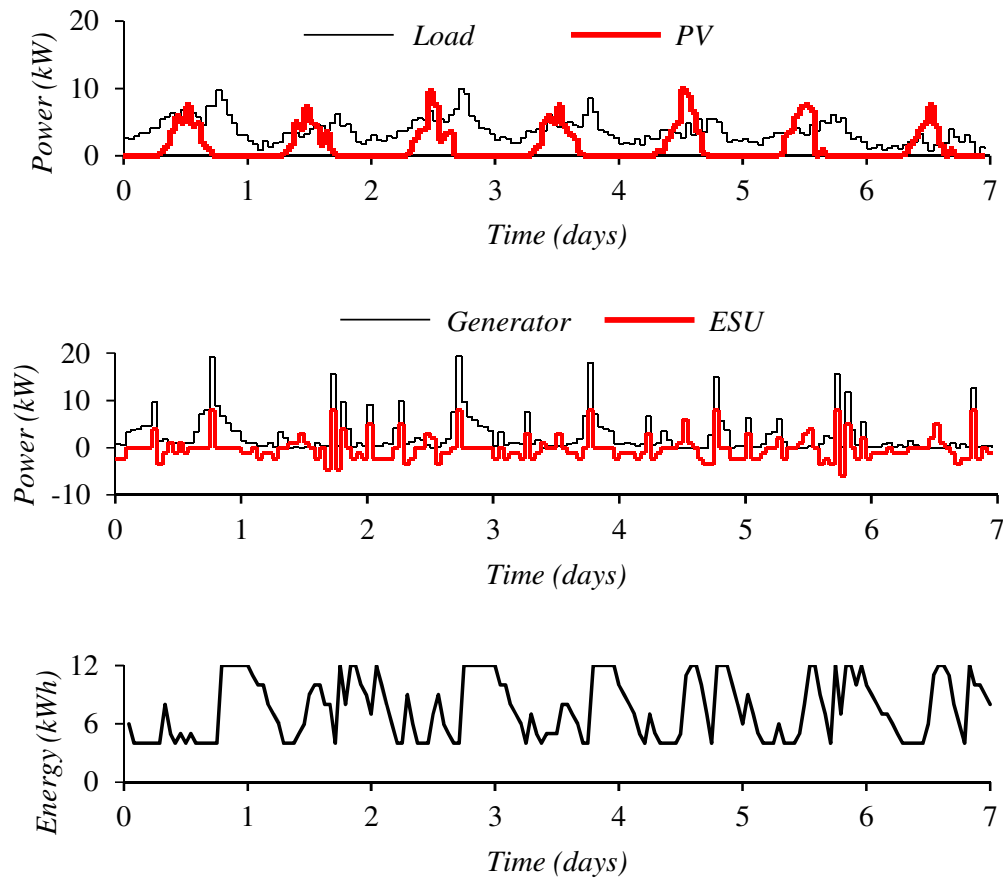 20
Load PV
10
0
Power (kW)
0 1 2 3 4 5 6 7
Time (days)
Generator ESU
20
10
0
-10
Power (kW)
0 1 2 3 4 5 6 7
Time (days)
12
6
0
Energy (kWh)
0 1 2 3 4 5 6 7
Time (days)